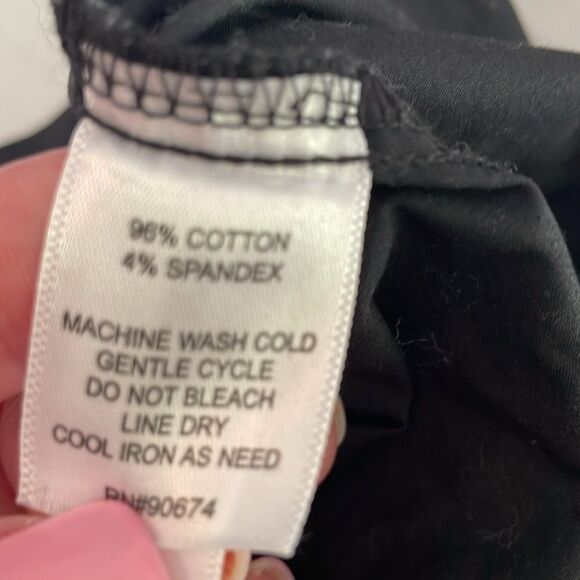 96% COTTON
4% SPANDEX
MACHINE WASH COLD
GENTLE CYCLE
DO NOT BLEACH
LINE DRY
COOL IRON AS NEED
RN#90674